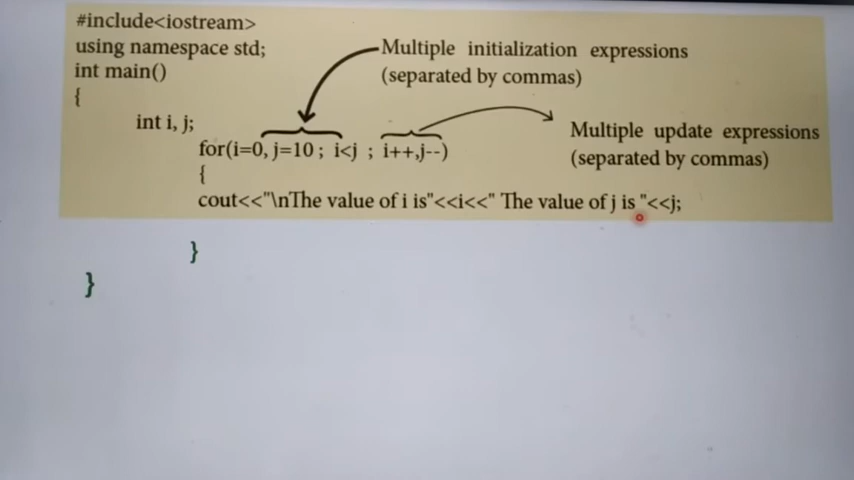 #include<iostream>
using namespace std;
int main()
{
int i, j;
for(i=0, j=10 ; i<j ; i++,j--)
{
cout<<"\nThe value of i is"<<i<<" The value of j is "<<j;
}
}
Multiple initialization expressions
(separated by commas)
Multiple update expressions
(separated by commas)